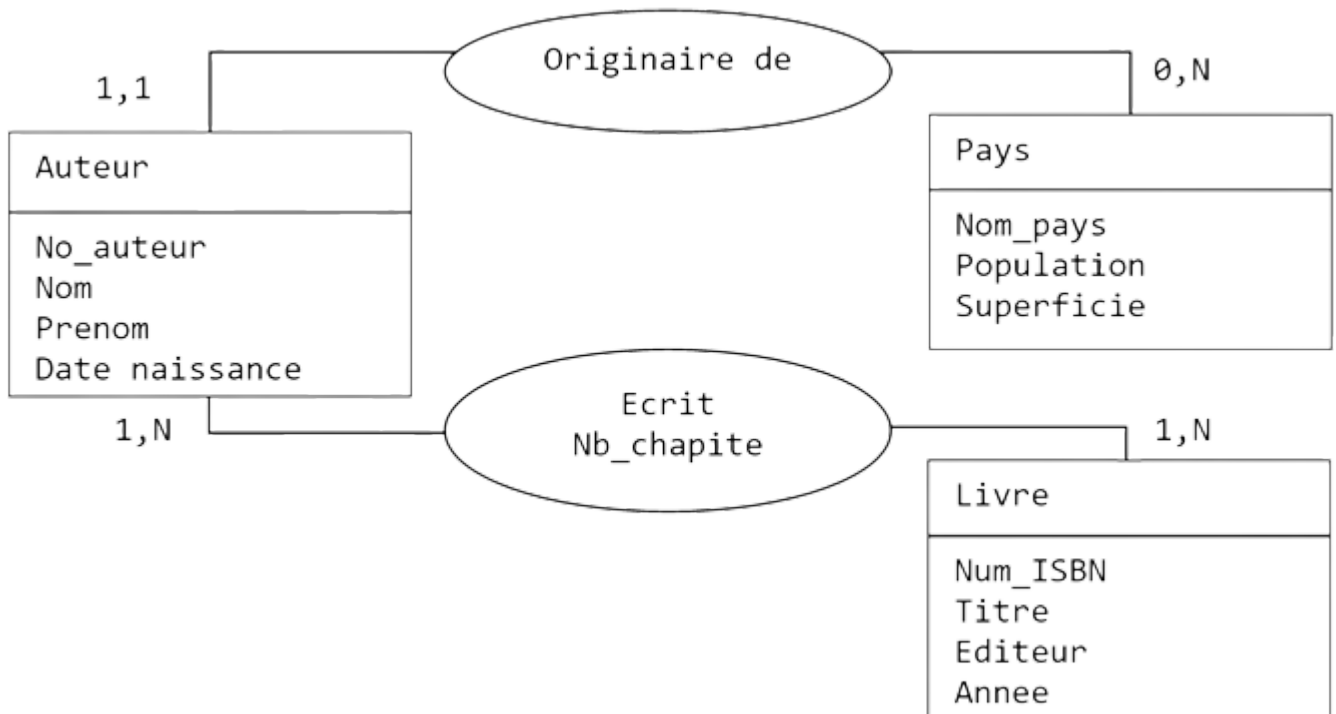 Originaire de
1,1
0,N
Auteur
No_auteur
Nom
Prenom
Date naissance
Pays
Nom_pays
Population
Superficie
1,N
Ecrit
Nb_chapite
1,N
Livre
Num_ISBN
Titre
Editeur
Annee